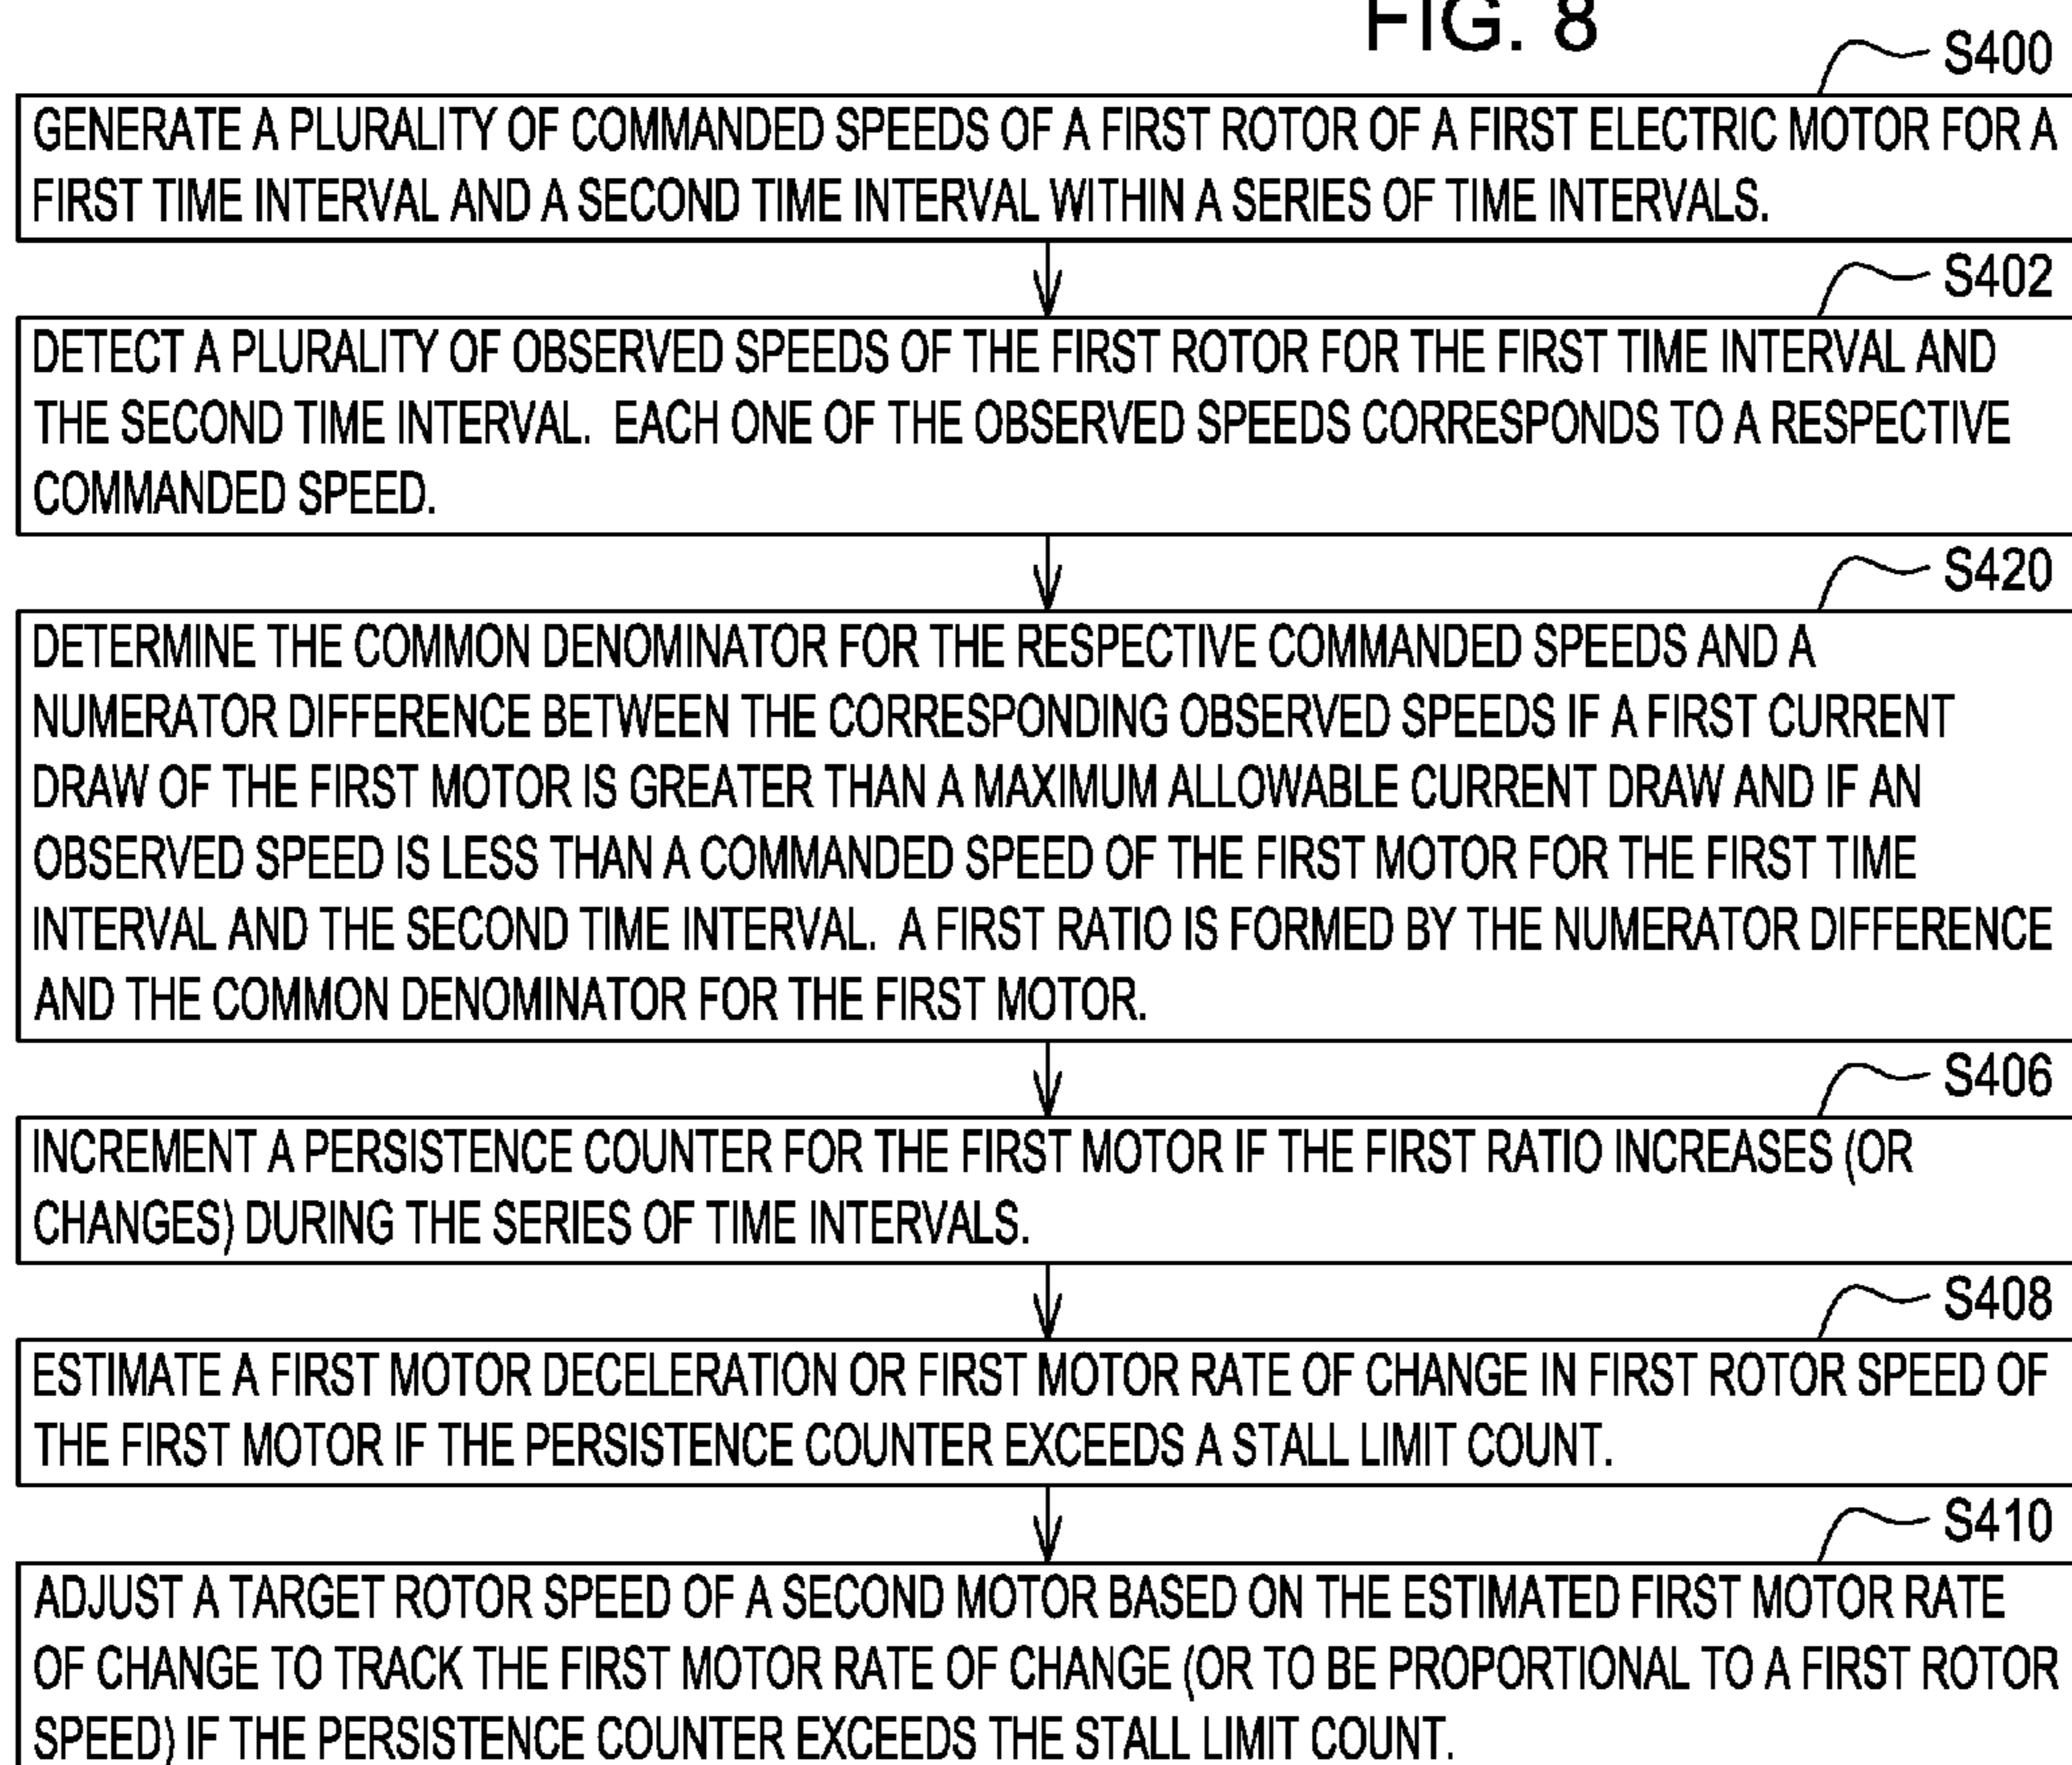 FIG. 8
S400
GENERATE A PLURALITY OF COMMANDED SPEEDS OF A FIRST ROTOR OF A FIRST ELECTRIC MOTOR FOR A
FIRST TIME INTERVAL AND A SECOND TIME INTERVAL WITHIN A SERIES OF TIME INTERVALS.
S402
DETECT A PLURALITY OF OBSERVED SPEEDS OF THE FIRST ROTOR FOR THE FIRST TIME INTERVAL AND
THE SECOND TIME INTERVAL. EACH ONE OF THE OBSERVED SPEEDS CORRESPONDS TO A RESPECTIVE
COMMANDED SPEED.
S420
DETERMINE THE COMMON DENOMINATOR FOR THE RESPECTIVE COMMANDED SPEEDS AND A
NUMERATOR DIFFERENCE BETWEEN THE CORRESPONDING OBSERVED SPEEDS IF A FIRST CURRENT
DRAW OF THE FIRST MOTOR IS GREATER THAN A MAXIMUM ALLOWABLE CURRENT DRAW AND IF AN
OBSERVED SPEED IS LESS THAN A COMMANDED SPEED OF THE FIRST MOTOR FOR THE FIRST TIME
INTERVAL AND THE SECOND TIME INTERVAL. A FIRST RATIO IS FORMED BY THE NUMERATOR DIFFERENCE
AND THE COMMON DENOMINATOR FOR THE FIRST MOTOR.
S406
INCREMENT A PERSISTENCE COUNTER FOR THE FIRST MOTOR IF THE FIRST RATIO INCREASES (OR
CHANGES) DURING THE SERIES OF TIME INTERVALS.
S408
ESTIMATE A FIRST MOTOR DECELERATION OR FIRST MOTOR RATE OF CHANGE IN FIRST ROTOR SPEED OF
THE FIRST MOTOR IF THE PERSISTENCE COUNTER EXCEEDS A STALL LIMIT COUNT.
S410
ADJUST A TARGET ROTOR SPEED OF A SECOND MOTOR BASED ON THE ESTIMATED FIRST MOTOR RATE
OF CHANGE TO TRACK THE FIRST MOTOR RATE OF CHANGE (OR TO BE PROPORTIONAL TO A FIRST ROTOR
SPEED) IF THE PERSISTENCE COUNTER EXCEEDS THE STALL LIMIT COUNT.